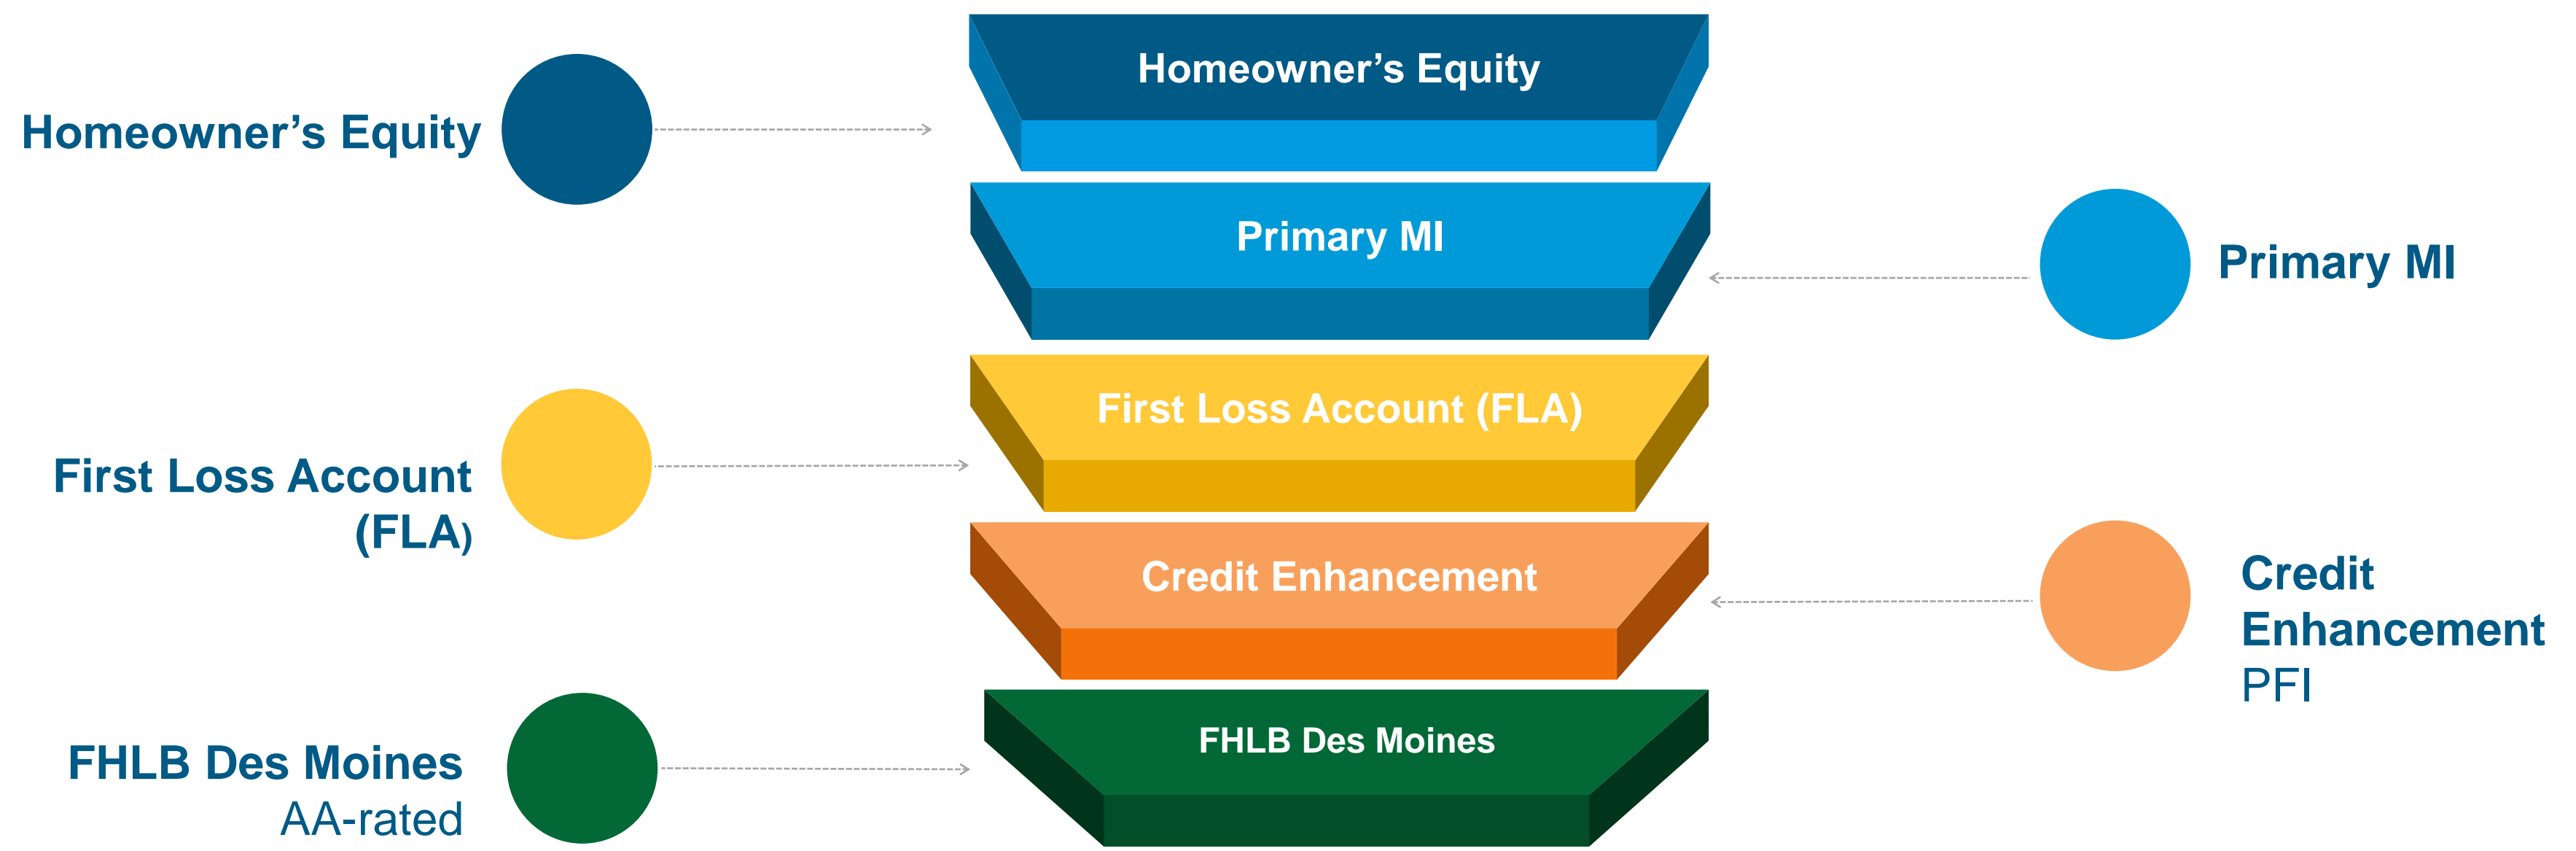 Homeowner’s Equity
Homeowner’s Equity
Primary MI
Primary MI
First Loss Account (FLA)
First Loss Account
(FLA)
Credit Enhancement
Credit
Enhancement
PFI
FHLB Des Moines
FHLB Des Moines
AA-rated